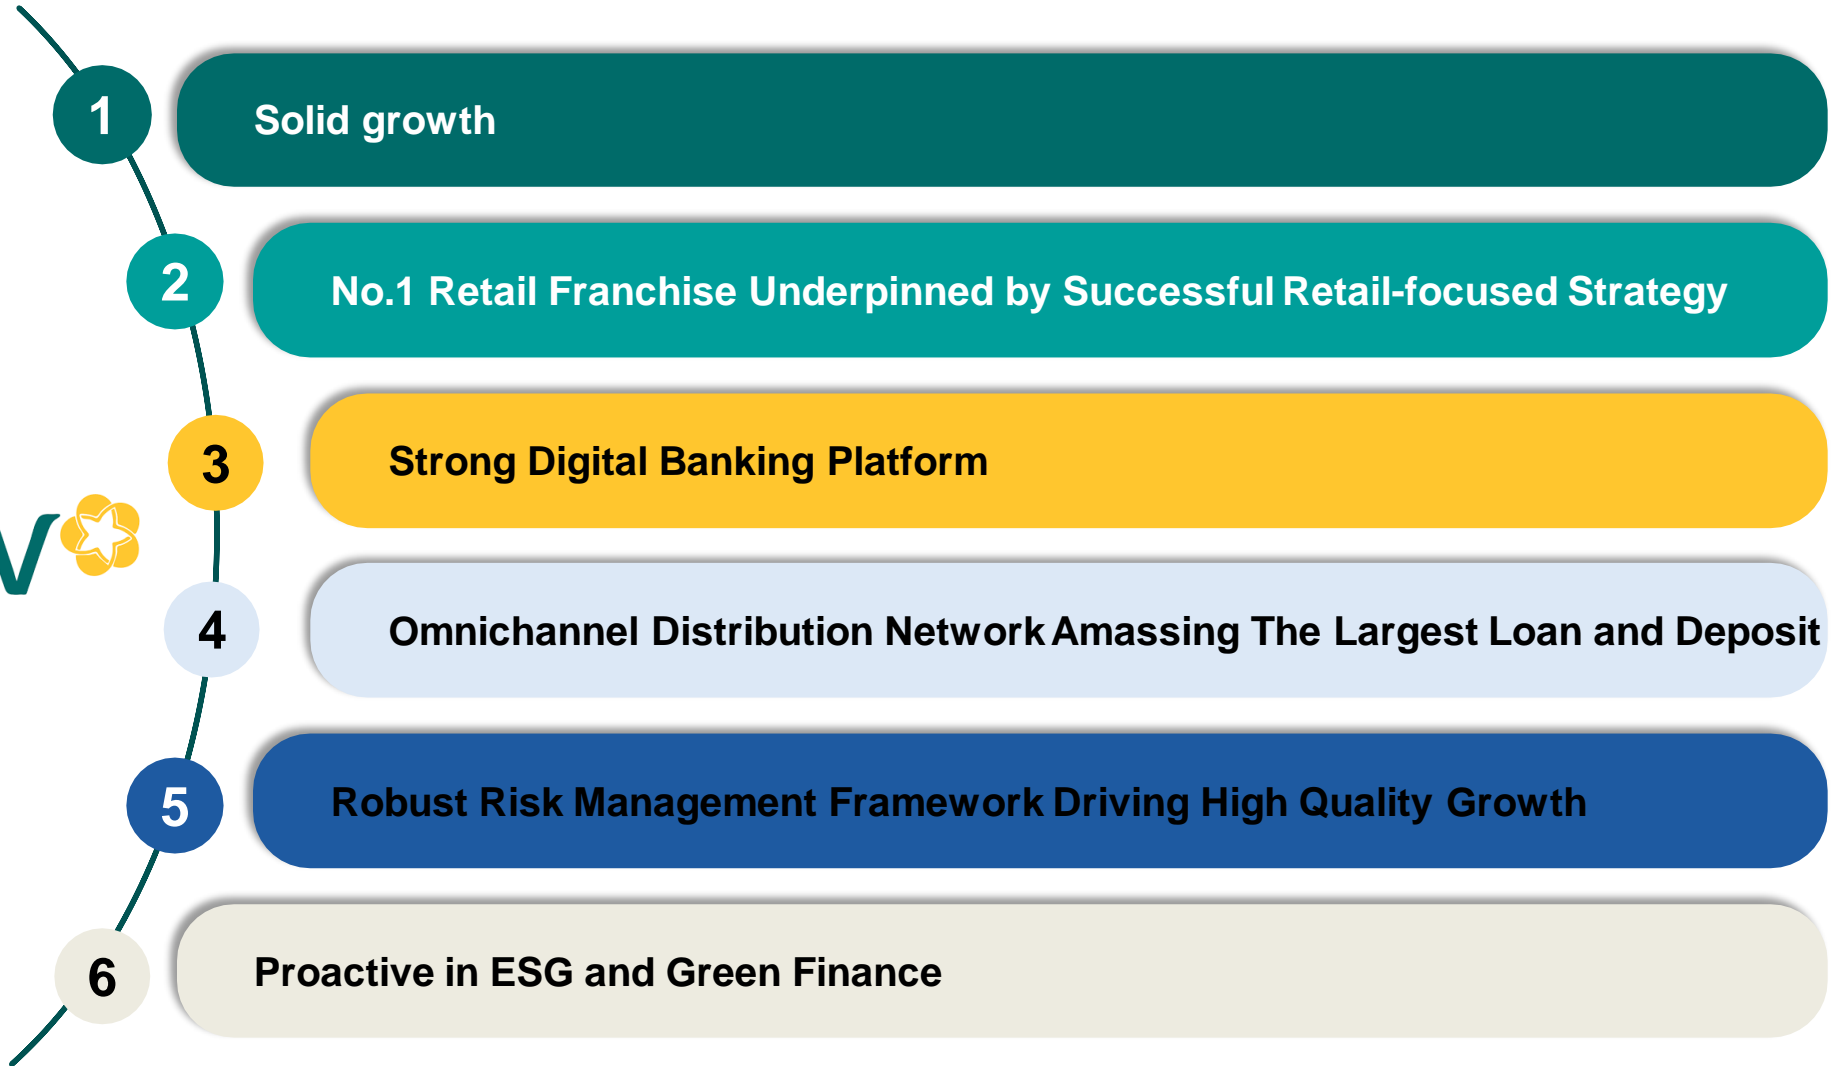 1
Solid growth
2
No.1 Retail Franchise Underpinned by Successful Retail-focused Strategy
3
Strong Digital Banking Platform
V
4
Omnichannel Distribution Network Amassing The Largest Loan and Deposit
5
Robust Risk Management Framework Driving High Quality Growth
6
Proactive in ESG and Green Finance